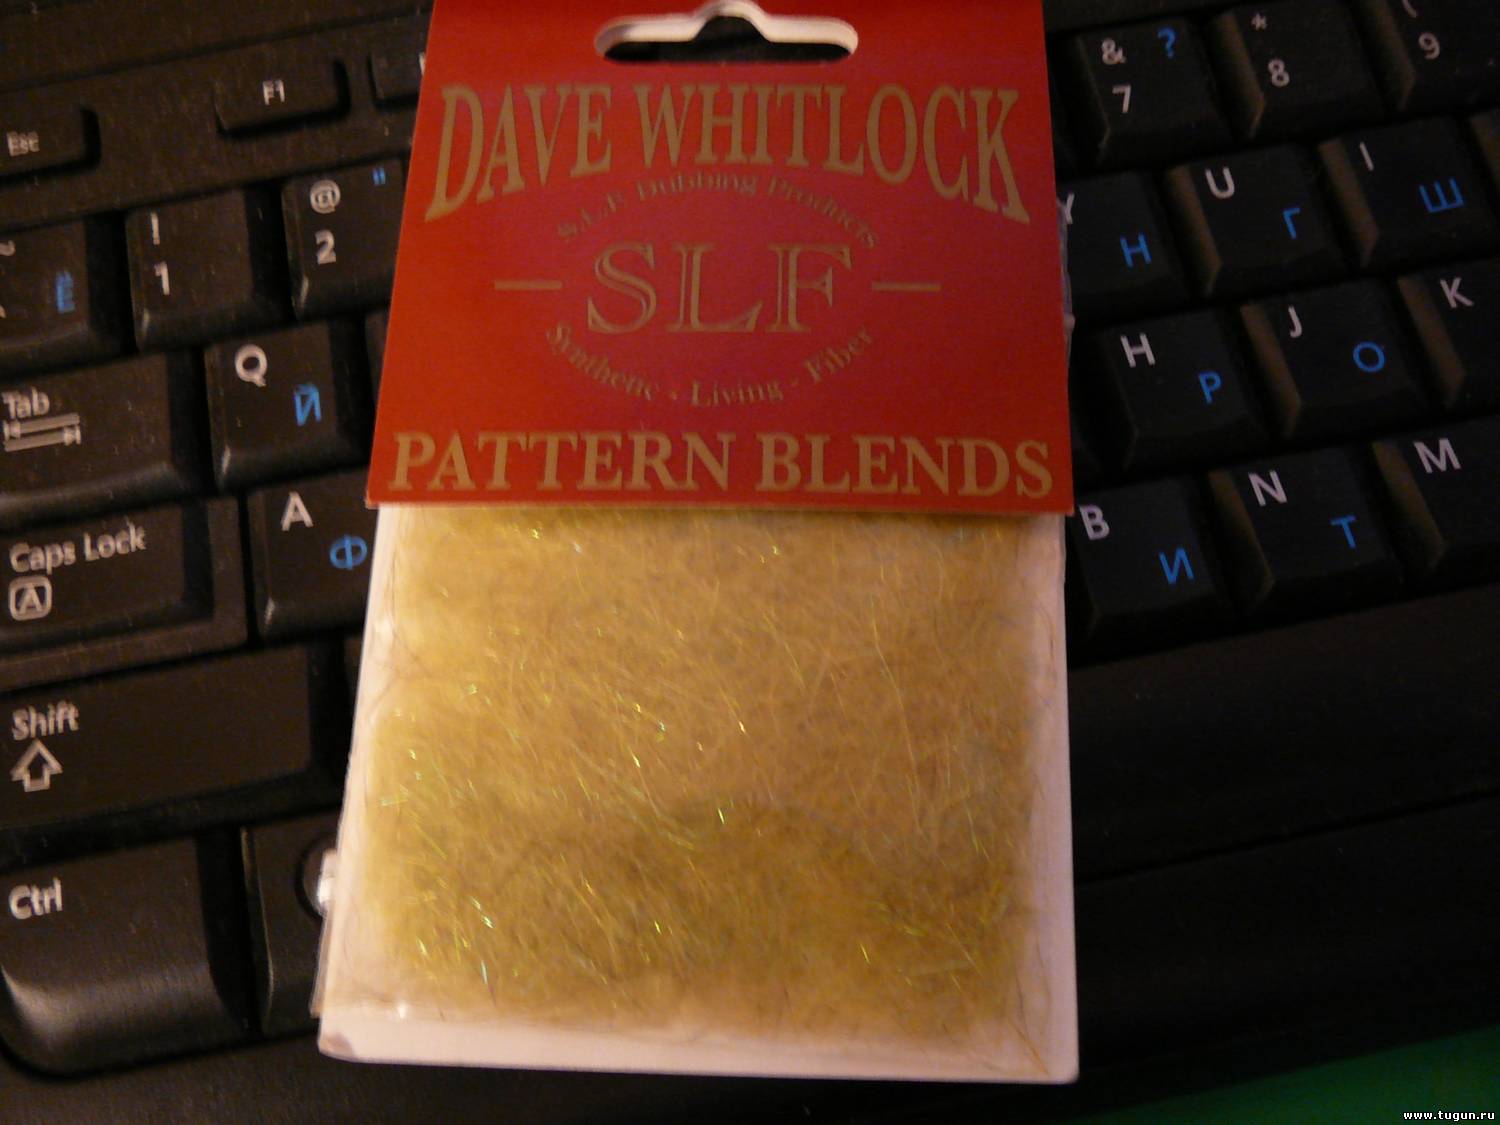 DAVE WHITLOCK
S.L.F. Dubbing Products
SLF
Synthetic - Living - Fiber
PATTERN BLENDS
Esc
F1
& ?
7
*
8
(
9
~
Ё
!
1
@ "
2
Y
Н
U
Г
I
Ш
Tab
Q
Й
H
Р
J
О
K
Caps Lock
A
A
Ф
B
И
N
Т
M
Shift
Ctrl
www.tugun.ru